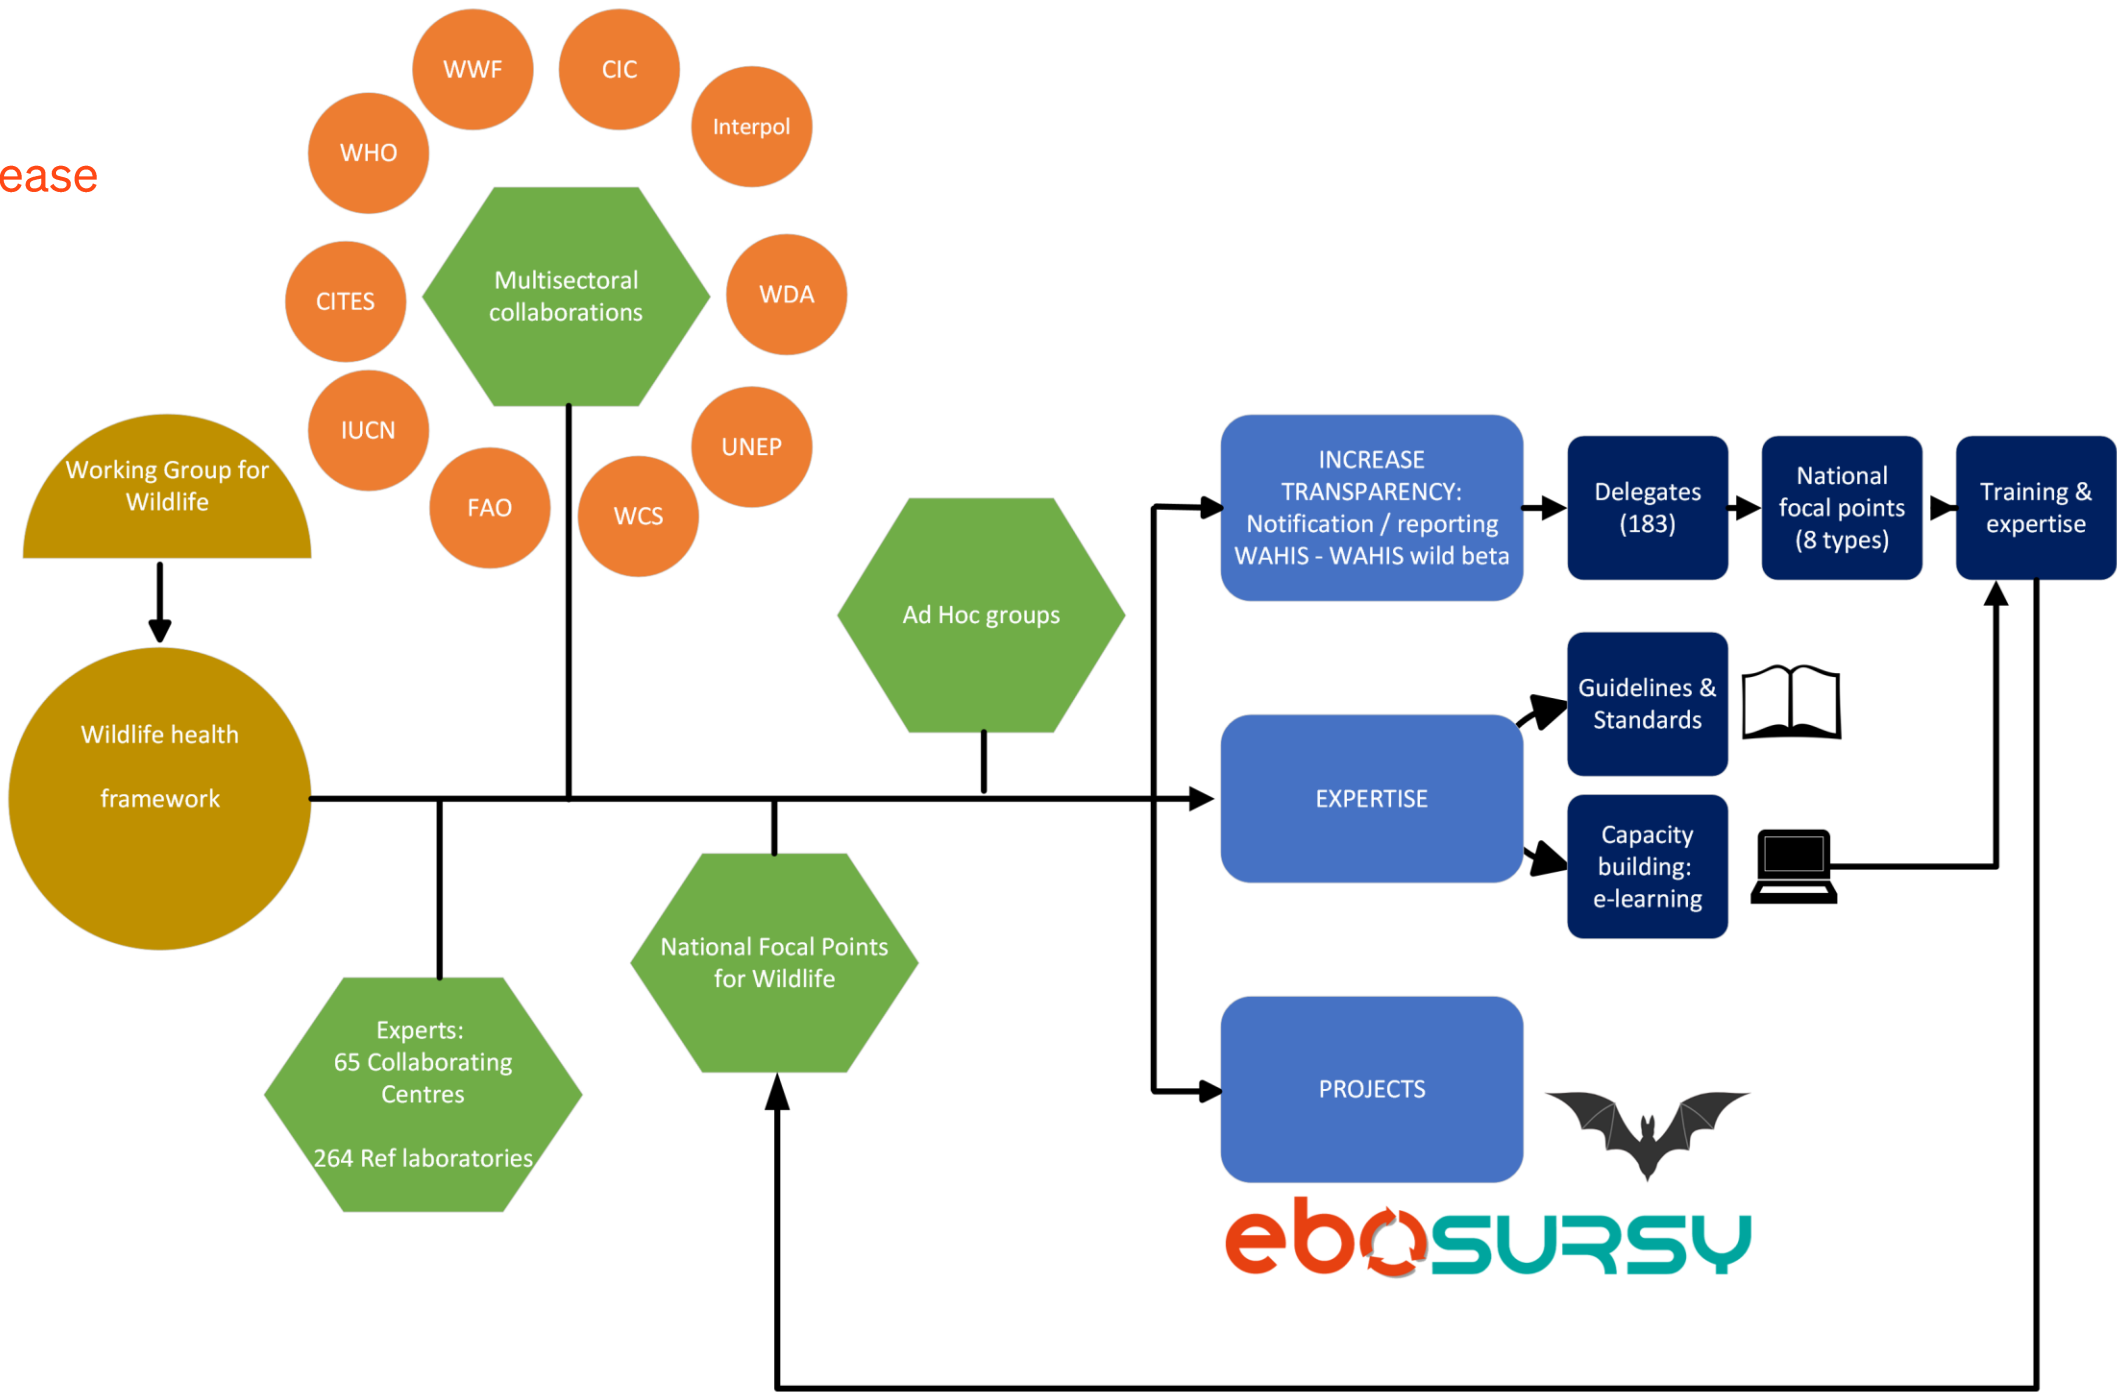 ease
WWF
CIC
Interpol
WHO
Multisectoral
collaborations
WDA
CITES
IUCN
UNEP
FAO
WCS
Working Group for
Wildlife
Wildlife health
framework
Ad Hoc groups
Experts:
65 Collaborating
Centres
264 Ref laboratories
National Focal Points
for Wildlife
INCREASE
TRANSPARENCY:
Notification / reporting
WAHIS - WAHIS wild beta
Delegates
(183)
National
focal points
(8 types)
Training &
expertise
EXPERTISE
Guidelines &
Standards
Capacity
building:
e-learning
PROJECTS
ebOSURSY